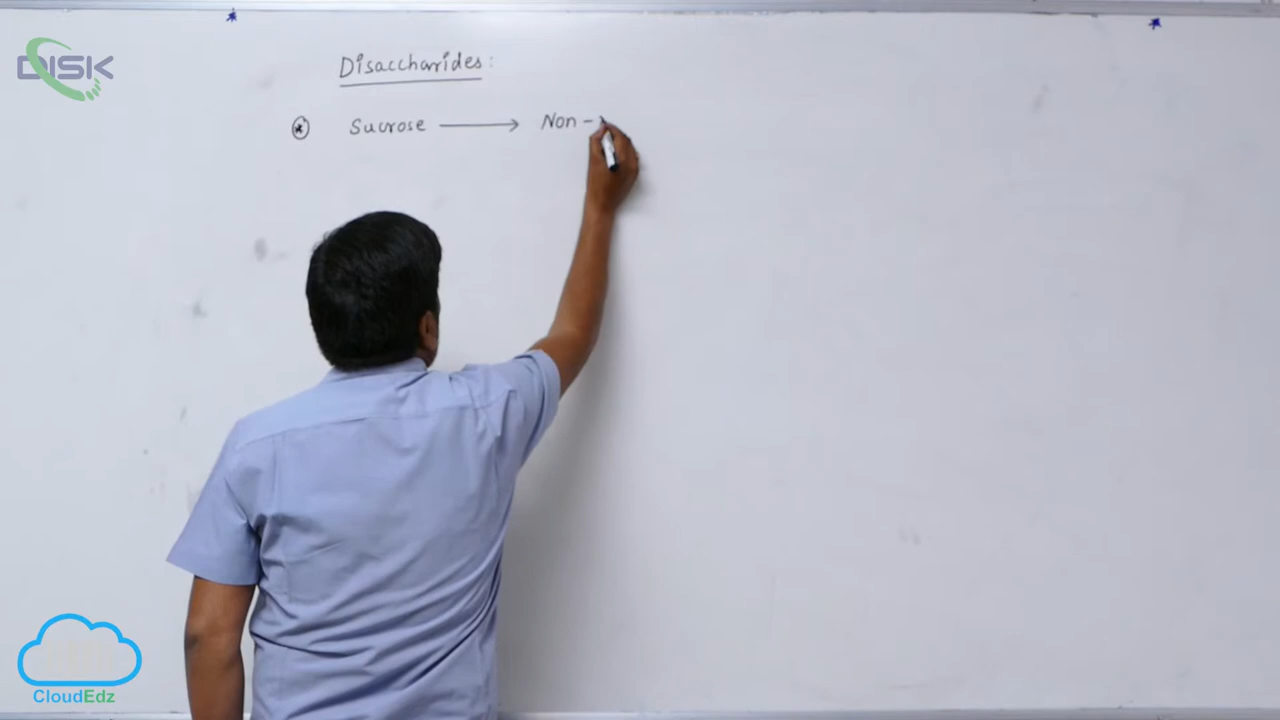 DISK
Disaccharides:
* Sucrose → Non -
CloudEdz